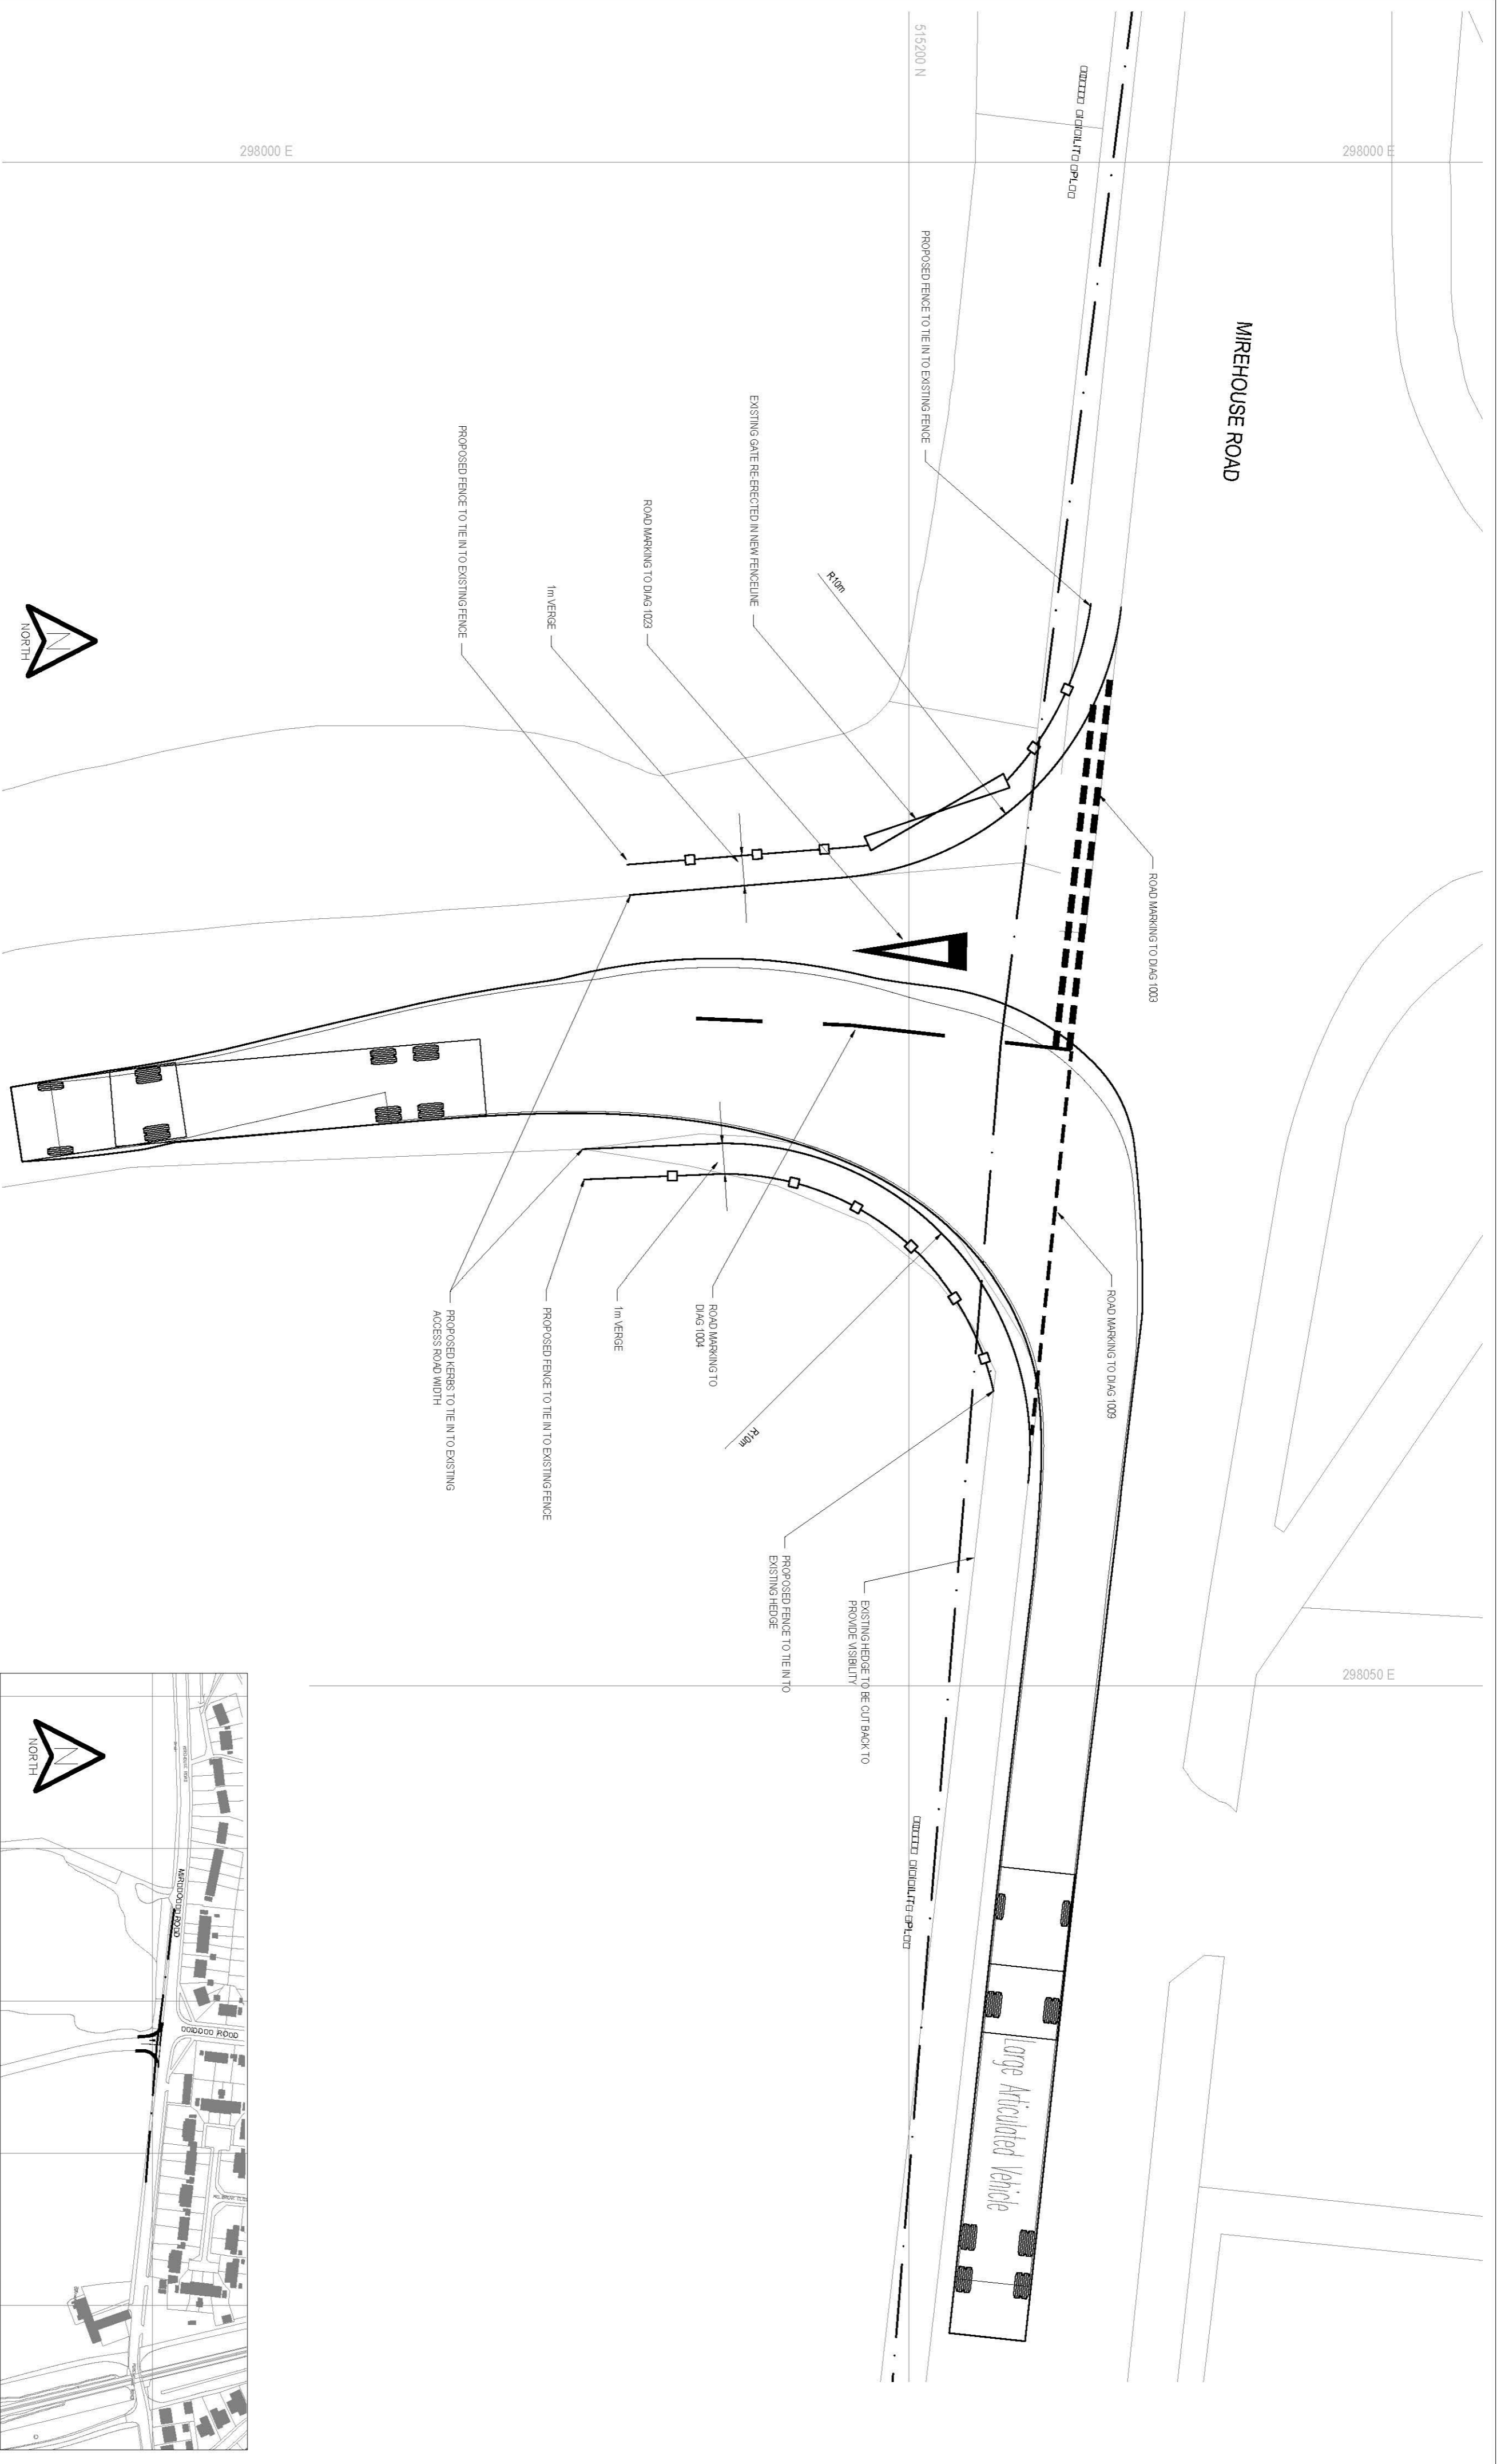 515200 N
298000 E
298000 E
MIREHOUSE ROAD
PROPOSED FENCE TO TIE IN TO EXISTING FENCE
EXISTING GATE RE-ERECTED IN NEW FENCELINE
PROPOSED FENCE TO TIE IN TO EXISTING FENCE
ROAD MARKING TO DIAG 1023
1m VERGE
R10m
NORTH
ROAD MARKING TO DIAG 1003
ROAD MARKING TO DIAG 1009
ROAD MARKING TO
DIAG 1004
1m VERGE
PROPOSED FENCE TO TIE IN TO EXISTING FENCE
PROPOSED KERBS TO TIE IN TO EXISTING
ACCESS ROAD WIDTH
R10m
PROPOSED FENCE TO TIE IN TO
EXISTING HEDGE
EXISTING HEDGE TO BE CUT BACK TO
PROVIDE VISIBILITY
298050 E
Large Articulated Vehicle
NORTH